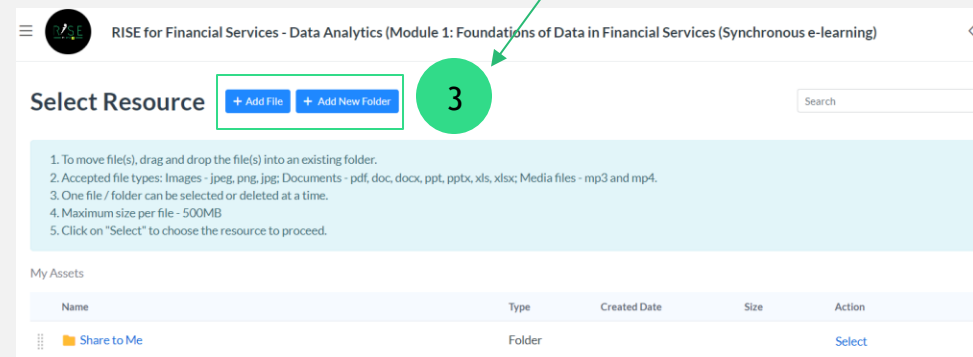 R/SE
RISE for Financial Services - Data Analytics (Module 1: Foundations of Data in Financial Services (Synchronous e-learning)
Select Resource
+ Add File
+ Add New Folder
3
Search
1. To move file(s), drag and drop the file(s) into an existing folder.
2. Accepted file types: Images - jpeg, png, jpg; Documents - pdf, doc, docx, ppt, pptx, xls, xlsx; Media files - mp3 and mp4.
3. One file / folder can be selected or deleted at a time.
4. Maximum size per file - 500MB
5. Click on "Select" to choose the resource to proceed.
My Assets
Name Type Created Date Size Action
Share to Me Folder Select